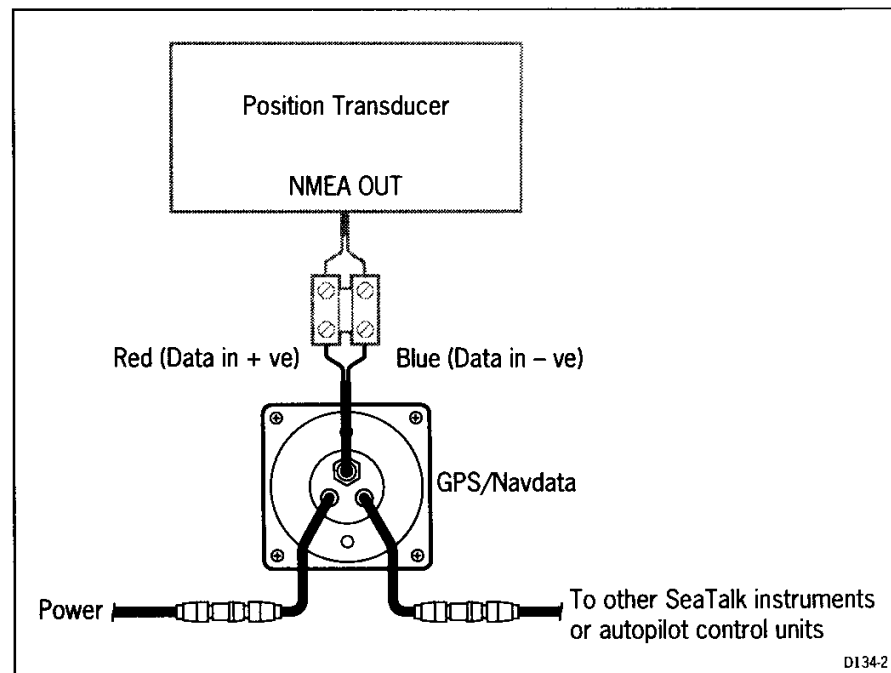 Position Transducer
NMEA OUT
Red (Data in + ve)
Blue (Data in – ve)
GPS/Navdata
Power
To other SeaTalk instruments
or autopilot control units
D134-2